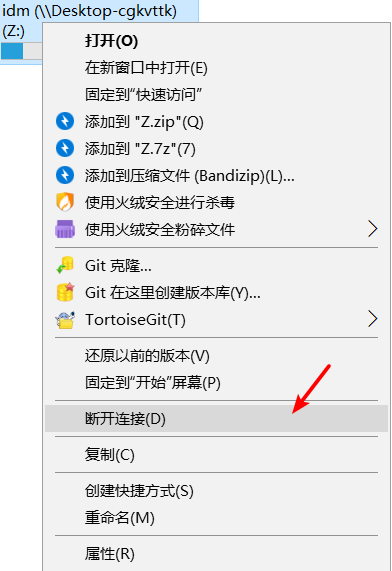 idm (\\Desktop-cgkvttk)
(Z:)
打开(O)
在新窗口中打开(E)
固定到“快速访问”
添加到 "Z.zip"(Q)
添加到 "Z.7z"(7)
添加到压缩文件 (Bandizip)(L)...
使用火绒安全进行杀毒
使用火绒安全粉碎文件
Git 克隆...
Git 在这里创建版本库(Y)...
TortoiseGit(T)
还原以前的版本(V)
固定到“开始”屏幕(P)
断开连接(D)
复制(C)
创建快捷方式(S)
重命名(M)
属性(R)